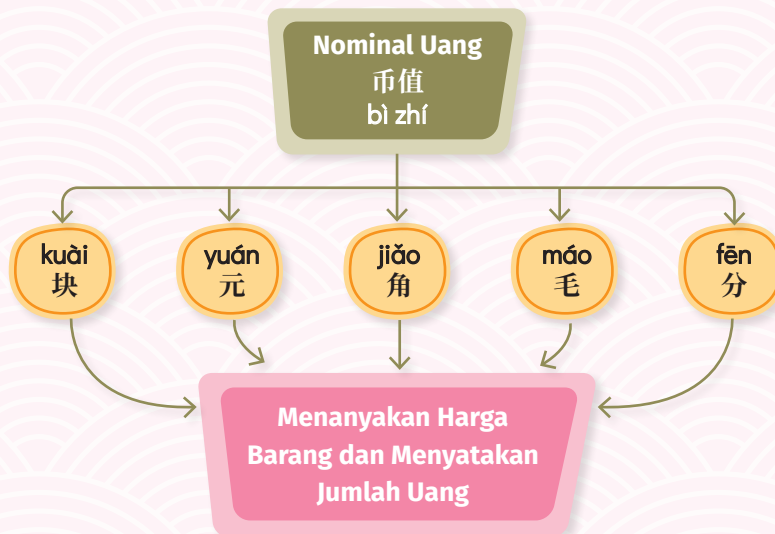 Nominal Uang
币值
bì zhí
kuài
块
yuán
元
jiǎo
角
máo
毛
fēn
分
Menanyakan Harga
Barang dan Menyatakan
Jumlah Uang